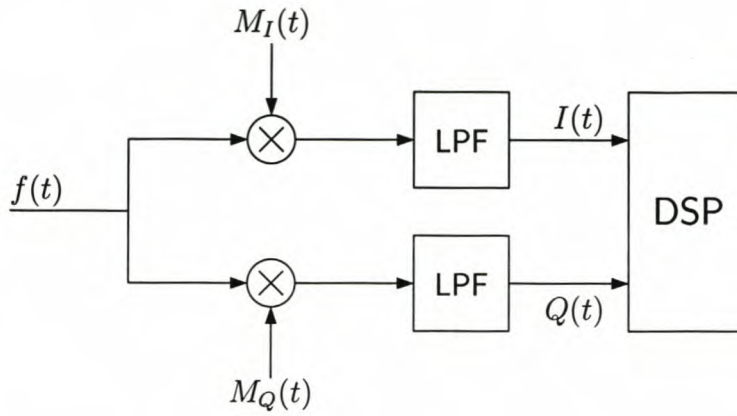 M_I(t)
LPF
I(t)
f(t)
DSP
LPF
Q(t)
M_Q(t)